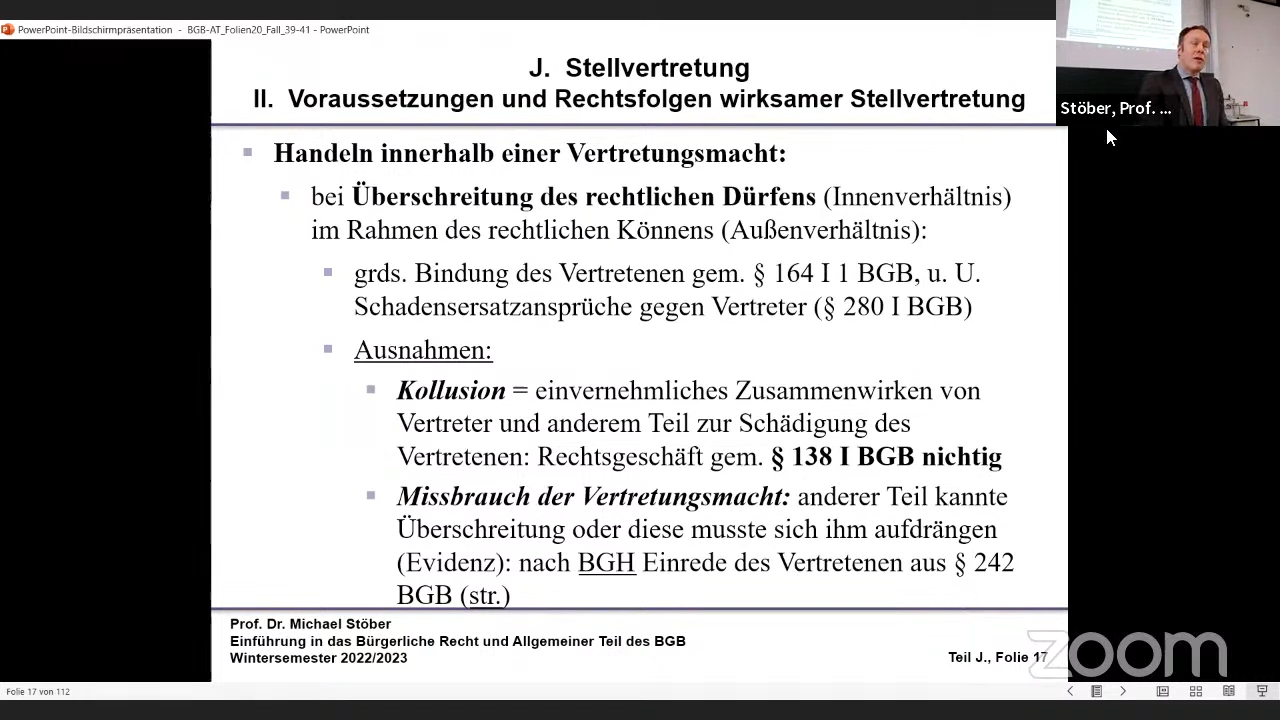 PowerPoint-Bildschirmpräsentation - BGB-AT_Folien20_Fall_39-41 - PowerPoint
J. Stellvertretung
II. Voraussetzungen und Rechtsfolgen wirksamer Stellvertretung
Stöber, Prof. ...
Handeln innerhalb einer Vertretungsmacht:
bei Überschreitung des rechtlichen Dürfens (Innenverhältnis)
im Rahmen des rechtlichen Könnens (Außenverhältnis):
grds. Bindung des Vertretenen gem. § 164 I 1 BGB, u. U.
Schadensersatzansprüche gegen Vertreter (§ 280 I BGB)
Ausnahmen:
Kollusion = einvernehmliches Zusammenwirken von
Vertreter und anderem Teil zur Schädigung des
Vertretenen: Rechtsgeschäft gem. § 138 I BGB nichtig
Missbrauch der Vertretungsmacht: anderer Teil kannte
Überschreitung oder diese musste sich ihm aufdrängen
(Evidenz): nach BGH Einrede des Vertretenen aus § 242
BGB (str.)
Prof. Dr. Michael Stöber
Einführung in das Bürgerliche Recht und Allgemeiner Teil des BGB
Wintersemester 2022/2023
Teil J., Folie 17
zoom
Folie 17 von 112